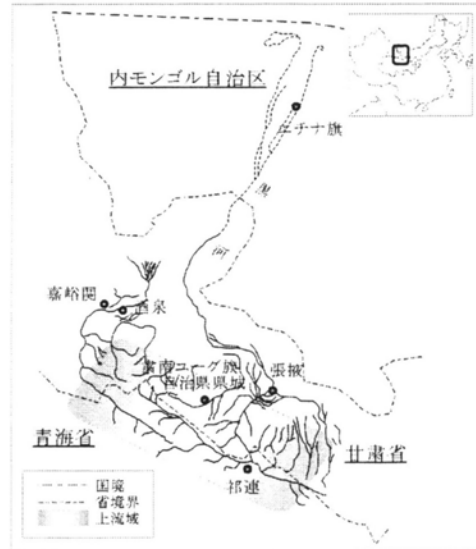 内モンゴル自治区
エチナ旗
黒
河
嘉峪関
酒泉
粛南ユーグ族
自治県県城
張掖
青海省
甘粛省
祁連
国境
省境界
上流域